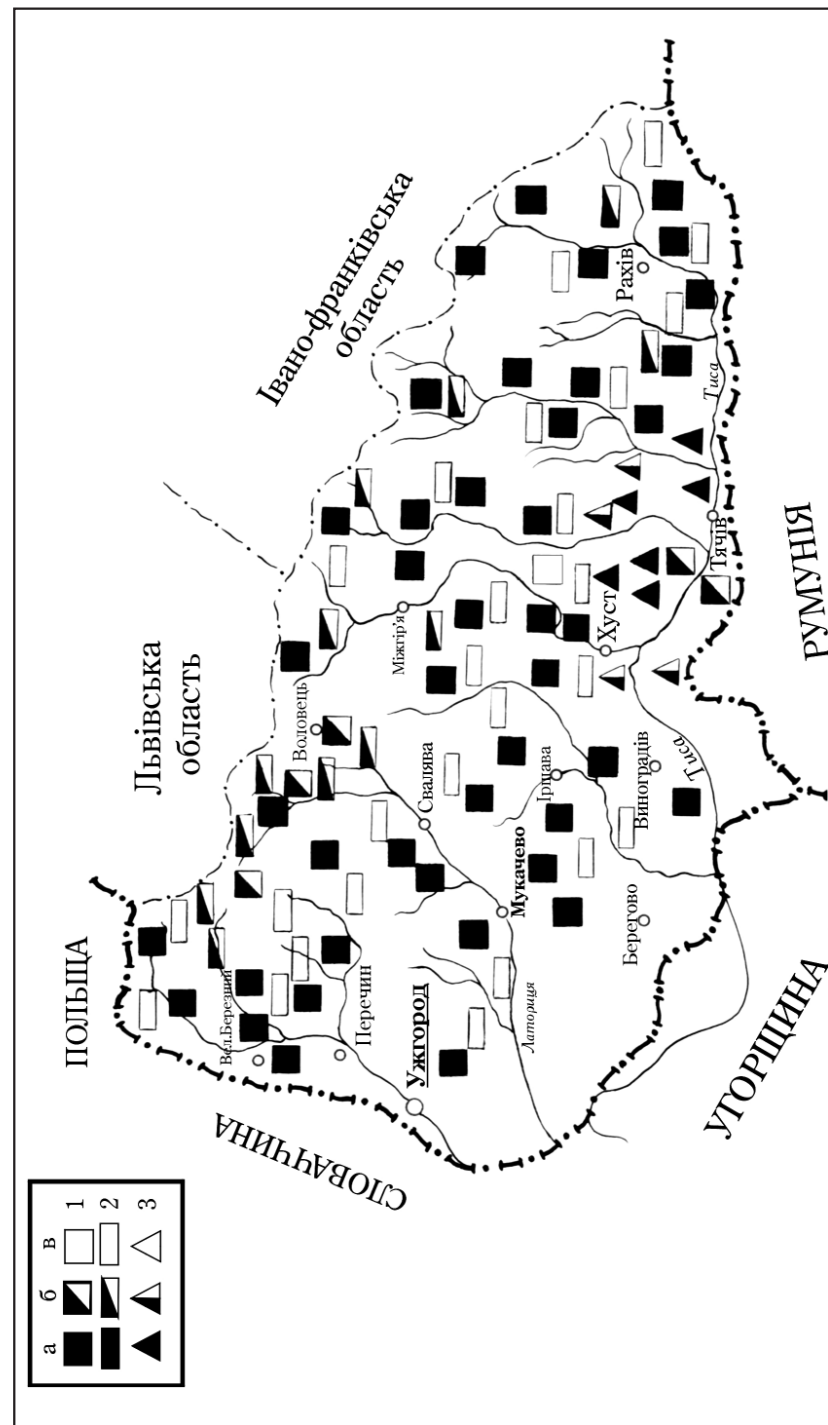 а б в
1
2
3
ПОЛЬЩА
Львівська
область
Івано-франківська
область
СЛОВАЧЧИНА
УГОРЩИНА
РУМУНІЯ
Вел.Березний
Перечин
Ужгород
Воловець
Свалява
Мукачево
Латориця
Берегово
Іршава
Виноградів
Тиса
Міжгір'я
Хуст
Тячів
Тиса
Рахів